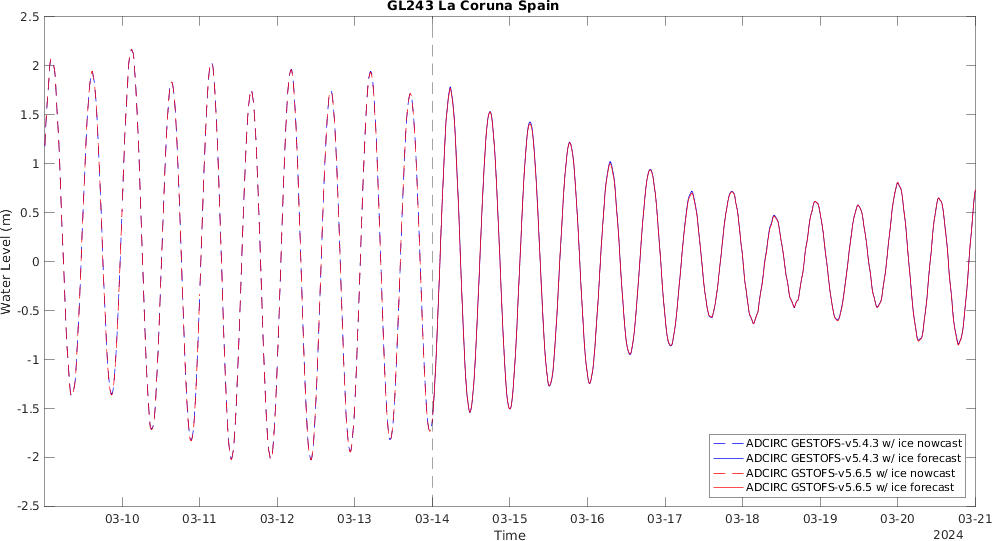 GL243 La Coruna Spain
2.5
2
1.5
1
0.5
0
-0.5
-1
-1.5
-2
-2.5
Water Level (m)
ADCIRC GESTOFS-v5.4.3 w/ ice nowcast
ADCIRC GESTOFS-v5.4.3 w/ ice forecast
ADCIRC GSTOFS-v5.6.5 w/ ice nowcast
ADCIRC GSTOFS-v5.6.5 w/ ice forecast
03-10 03-11 03-12 03-13 03-14 03-15 03-16 03-17 03-18 03-19 03-20 03-21
Time
2024